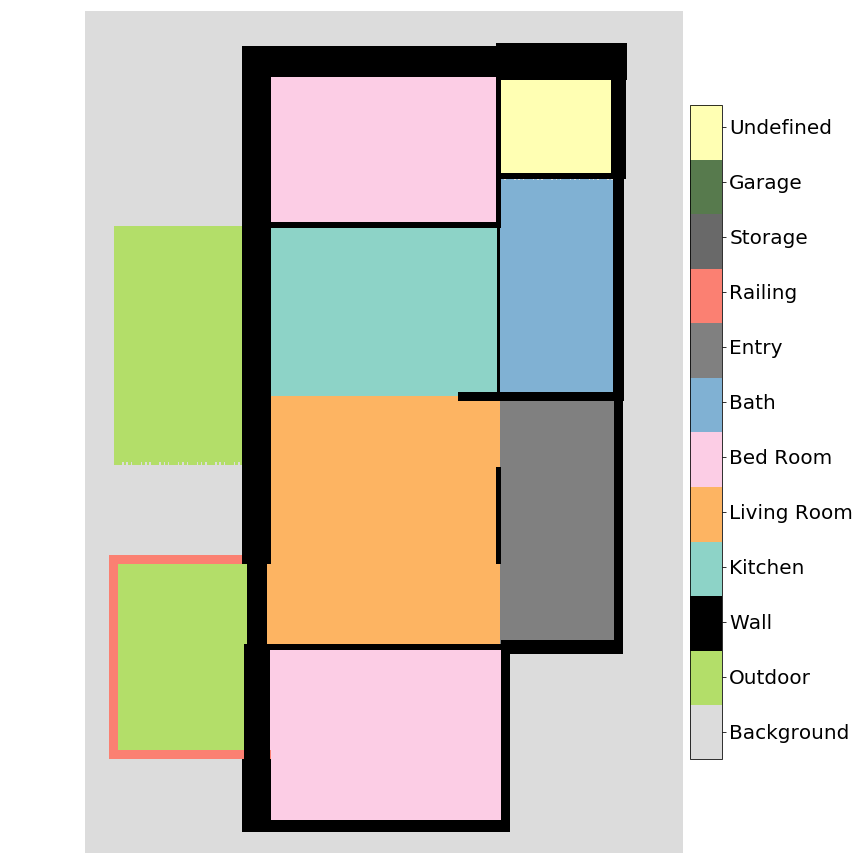 Undefined
Garage
Storage
Railing
Entry
Bath
Bed Room
Living Room
Kitchen
Wall
Outdoor
Background